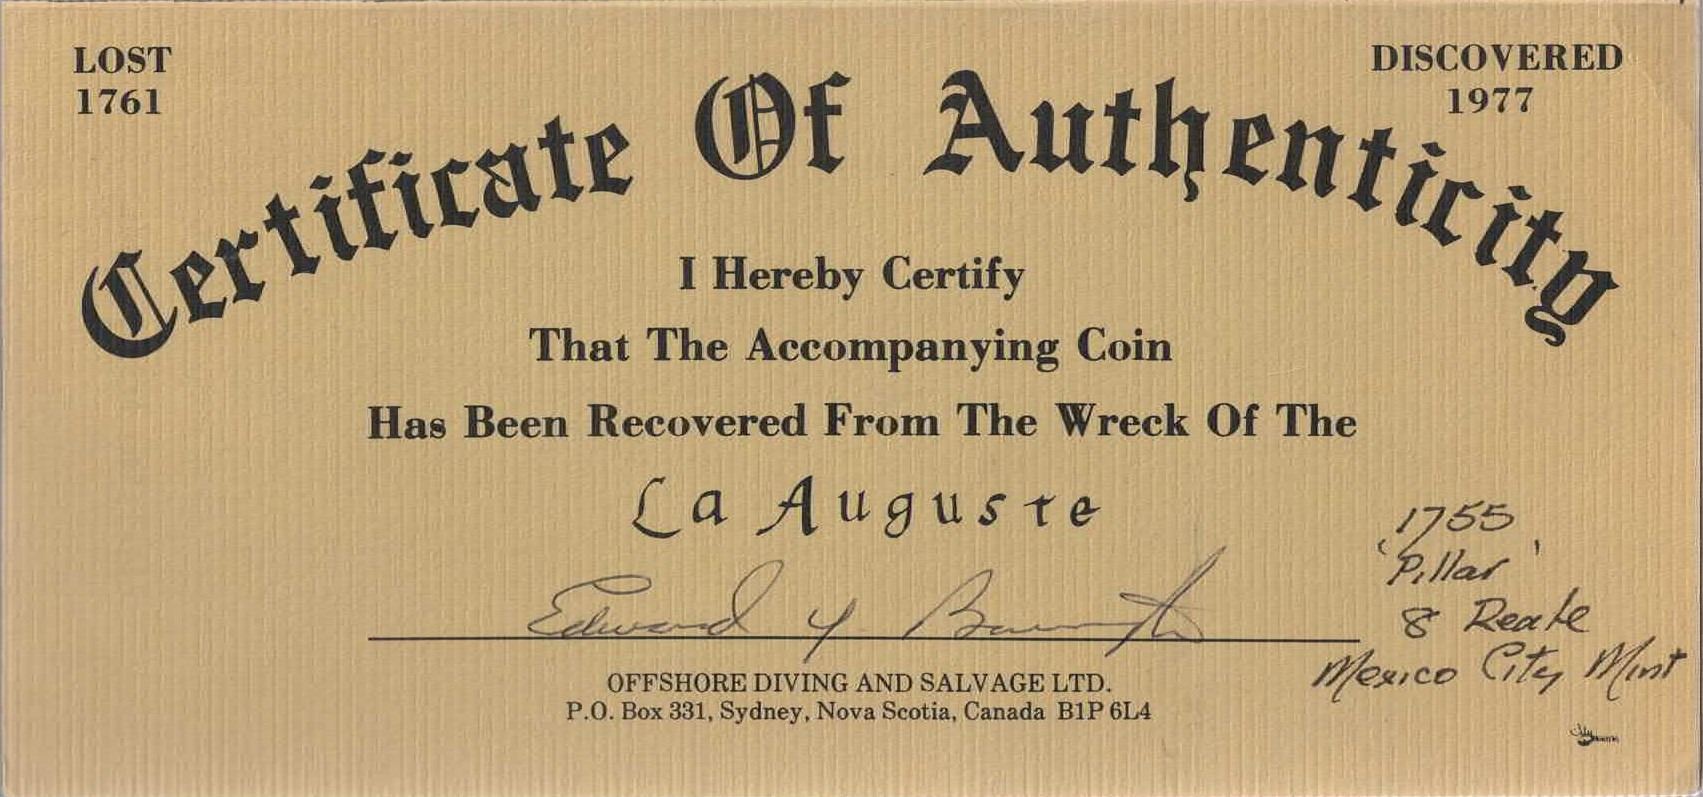 LOST
1761
DISCOVERED
1977
Certificate Of Authenticity
I Hereby Certify
That The Accompanying Coin
Has Been Recovered From The Wreck Of The
La Auguste
Edward
OFFSHORE DIVING AND SALVAGE LTD.
P.O. Box 331, Sydney, Nova Scotia, Canada B1P 6L4
1755
'Pillar'
8 Reale
Mexico City Mint